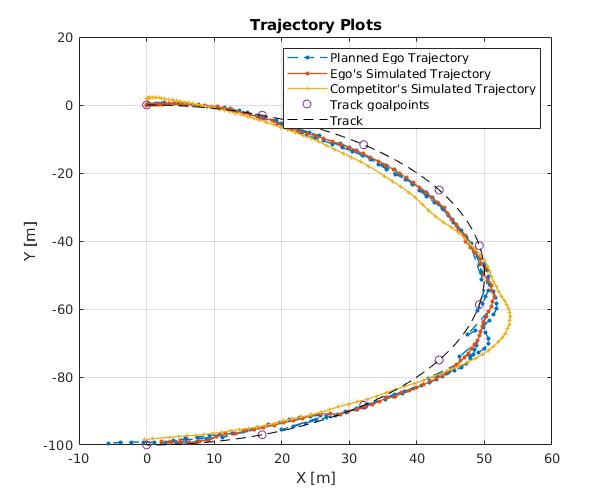 Trajectory Plots
Planned Ego Trajectory
Ego's Simulated Trajectory
Competitor's Simulated Trajectory
Track goalpoints
Track
Y [m]
20
0
-20
-40
-60
-80
-100
-10 0 10 20 30 40 50 60
X [m]